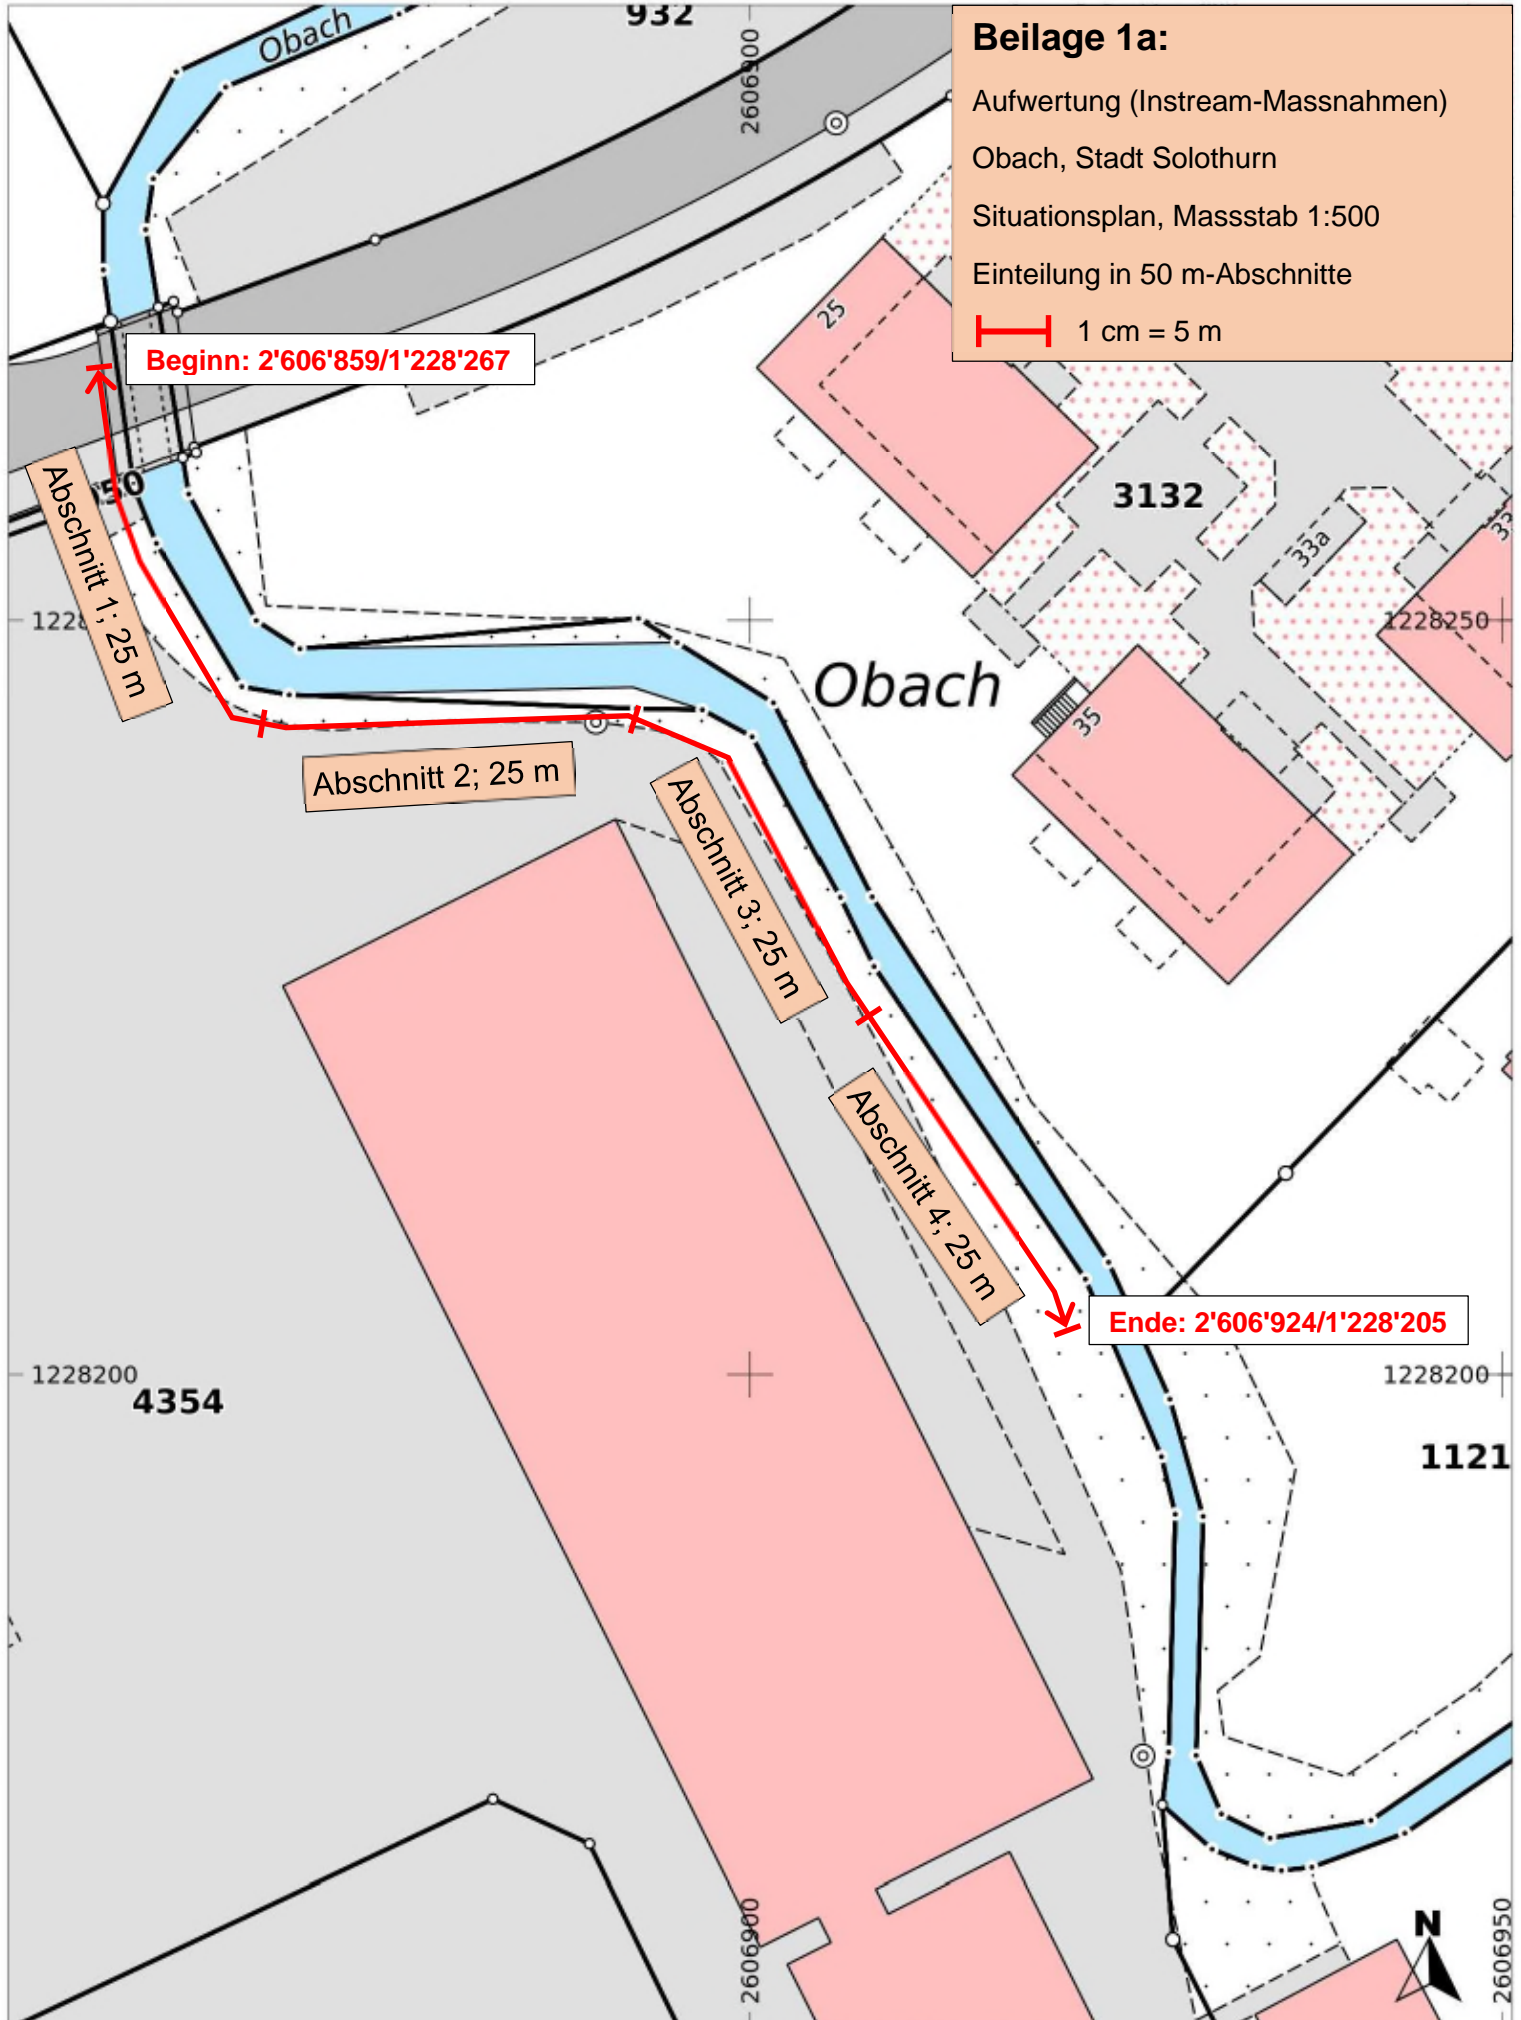 Obach
932
2606900
Beilage 1a:
Aufwertung (Instream-Massnahmen)
Obach, Stadt Solothurn
Situationsplan, Massstab 1:500
Einteilung in 50 m-Abschnitte
1 cm = 5 m
25
Beginn: 2'606'859/1'228'267
50
3132
33a
33
Abschnitt 1; 25 m
1228
1228250
Obach
35
Abschnitt 2; 25 m
Abschnitt 3; 25 m
Abschnitt 4; 25 m
Ende: 2'606'924/1'228'205
1228200
1228200
4354
1121
2606900
N
2606950